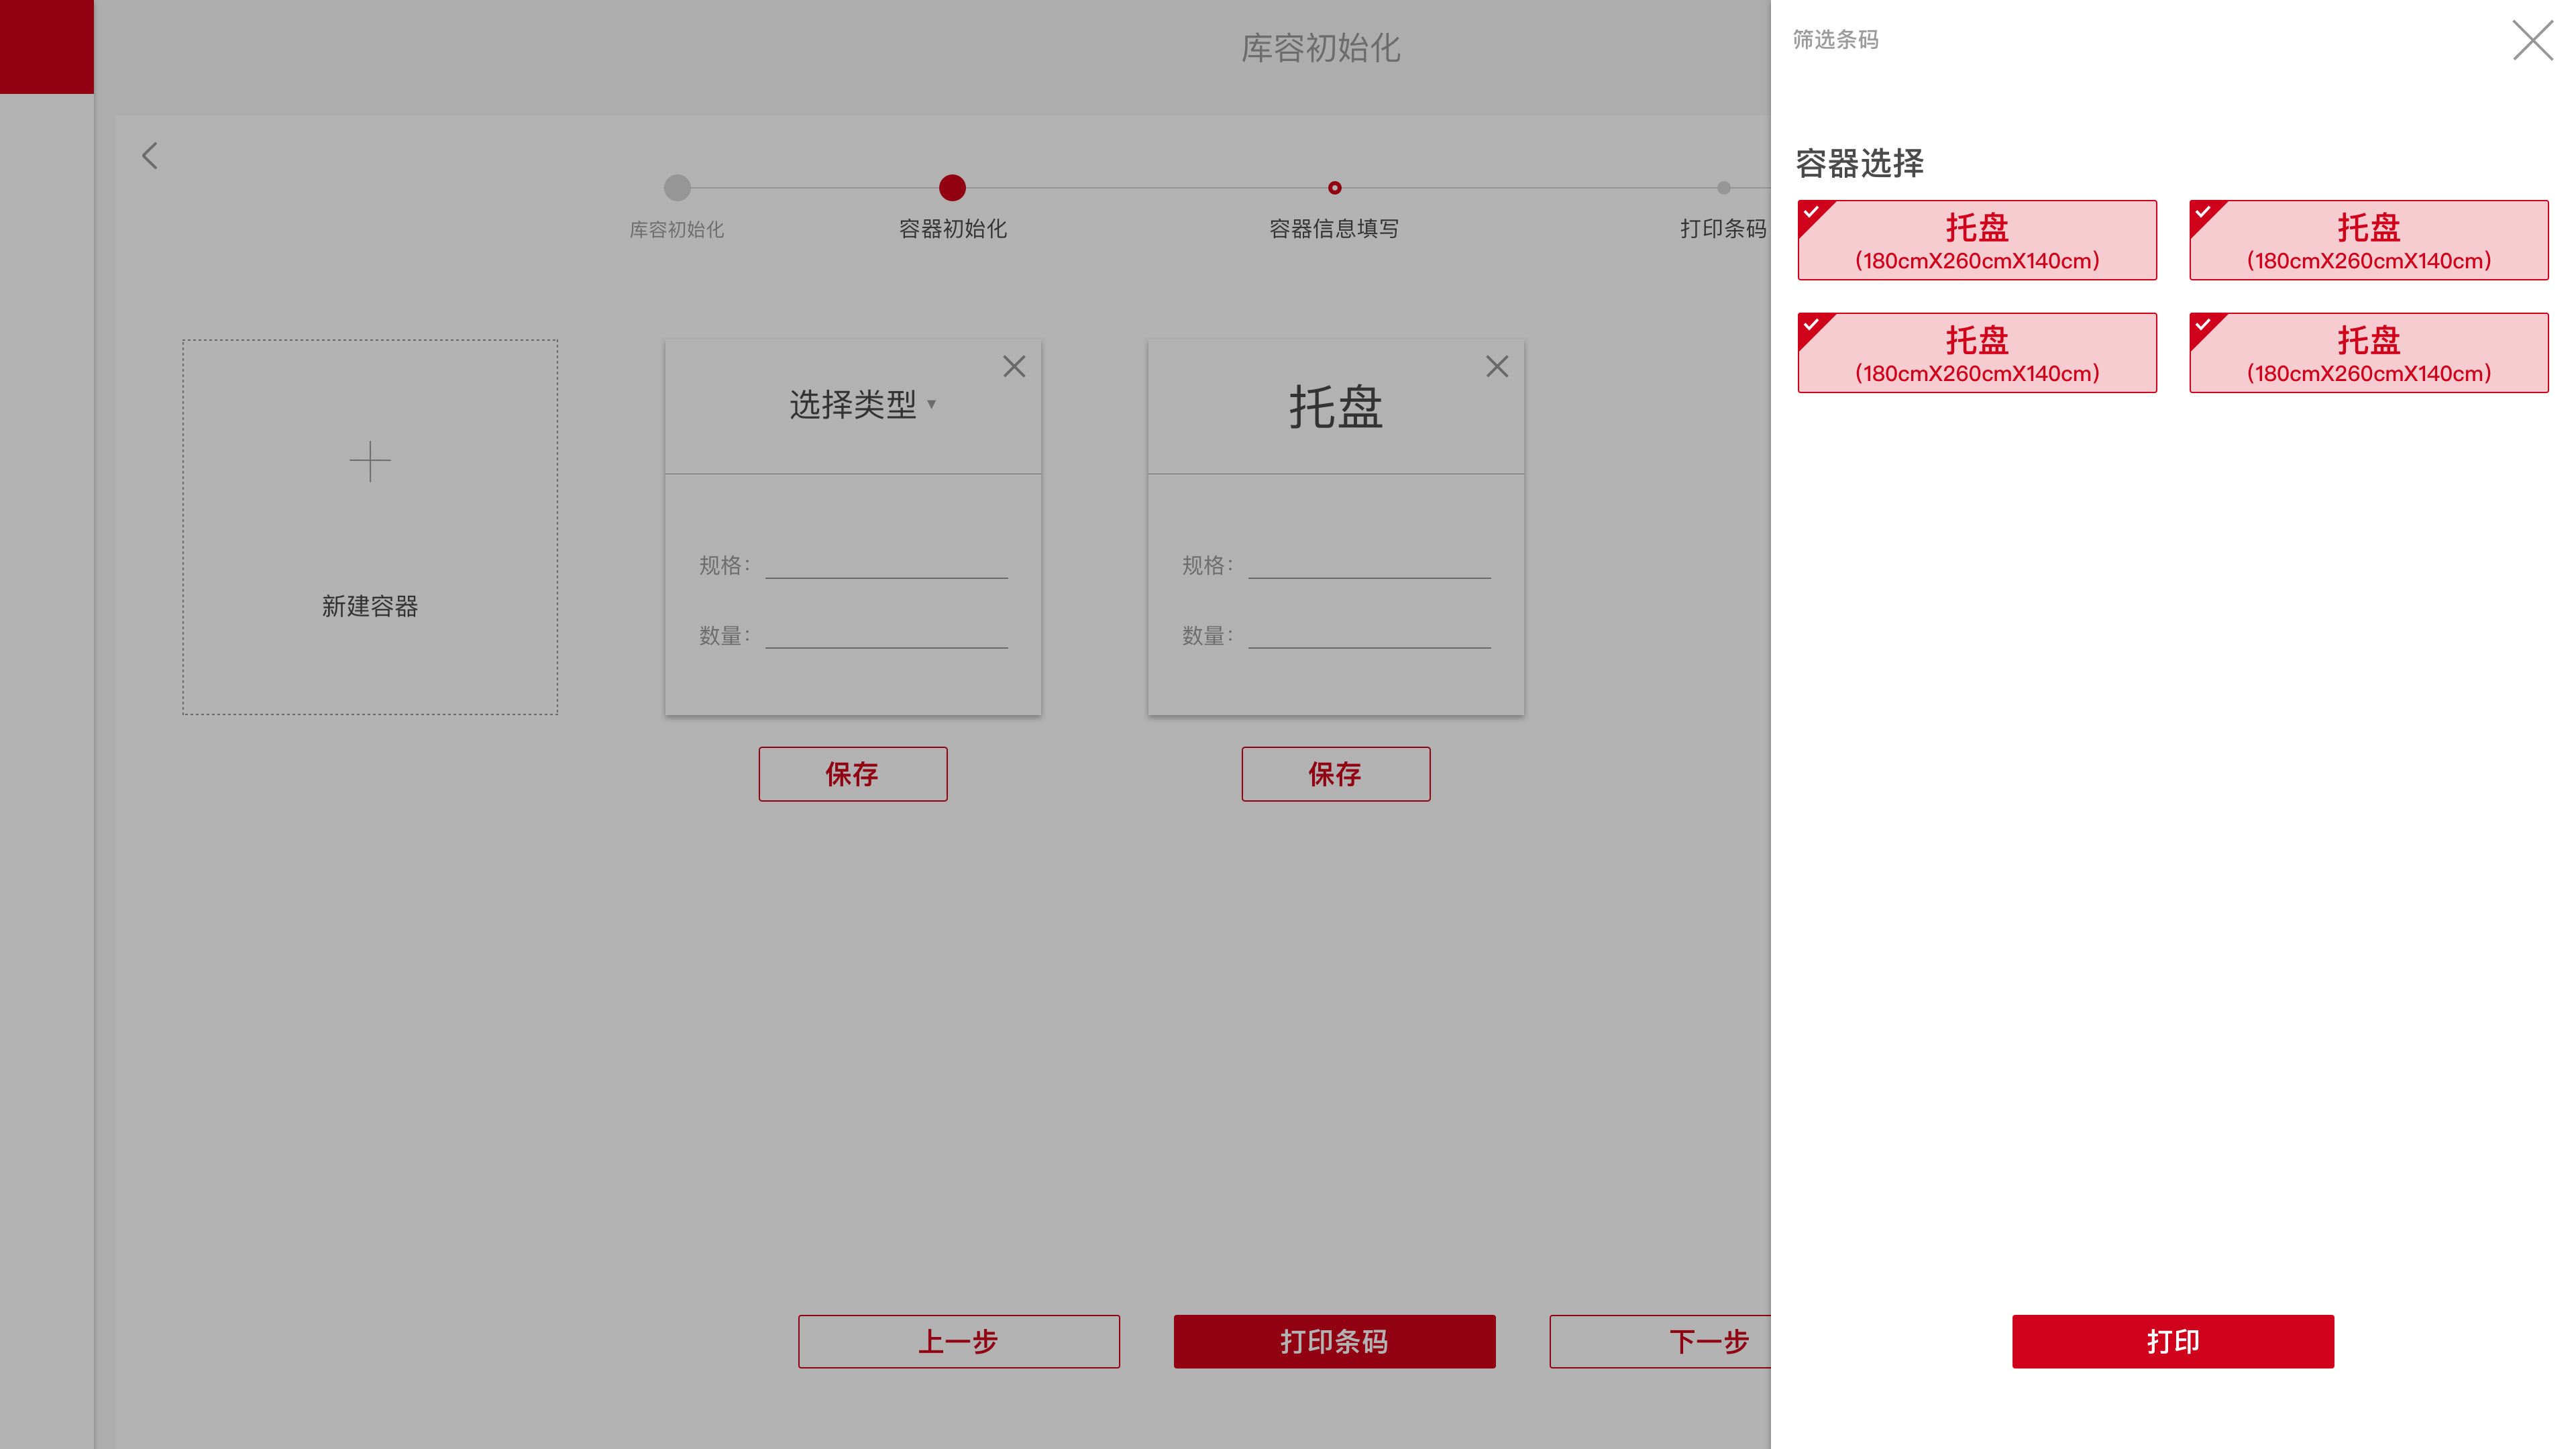 库容初始化
库容初始化
容器初始化
容器信息填写
打印条码
新建容器
选择类型
规格：
数量：
保存
托盘
规格：
数量：
保存
上一步
打印条码
下一步
筛选条码
容器选择
托盘
(180cmX260cmX140cm)
托盘
(180cmX260cmX140cm)
托盘
(180cmX260cmX140cm)
托盘
(180cmX260cmX140cm)
打印